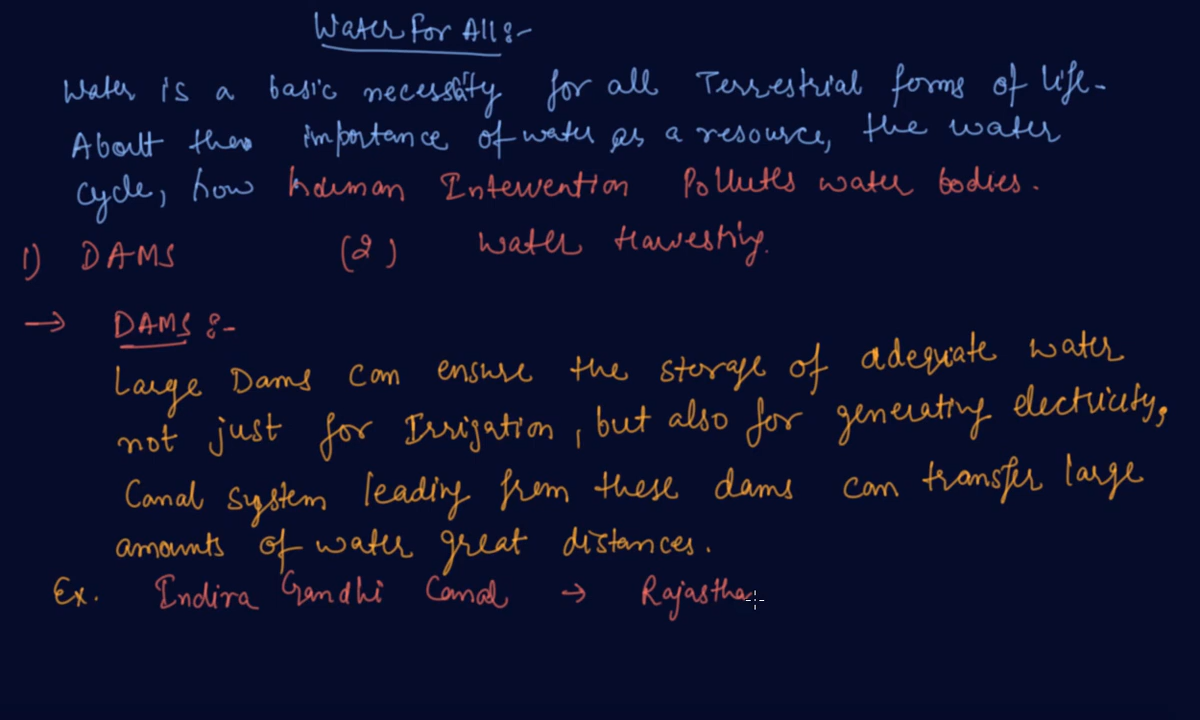 Water For All :-
Water is a basic necessity for all Terrestrial forms of life.
About the importance of water as a resource, the water
cycle, how human Intervention Pollutes water bodies.
1) DAMS (2) Water Harvesting.
→ DAMS :-
Large Dams can ensure the storage of adequate water
not just for Irrigation, but also for generating electricity,
Canal system leading from these dams can transfer large
amounts of water great distances.
Ex. Indira Gandhi Canal → Rajasthan